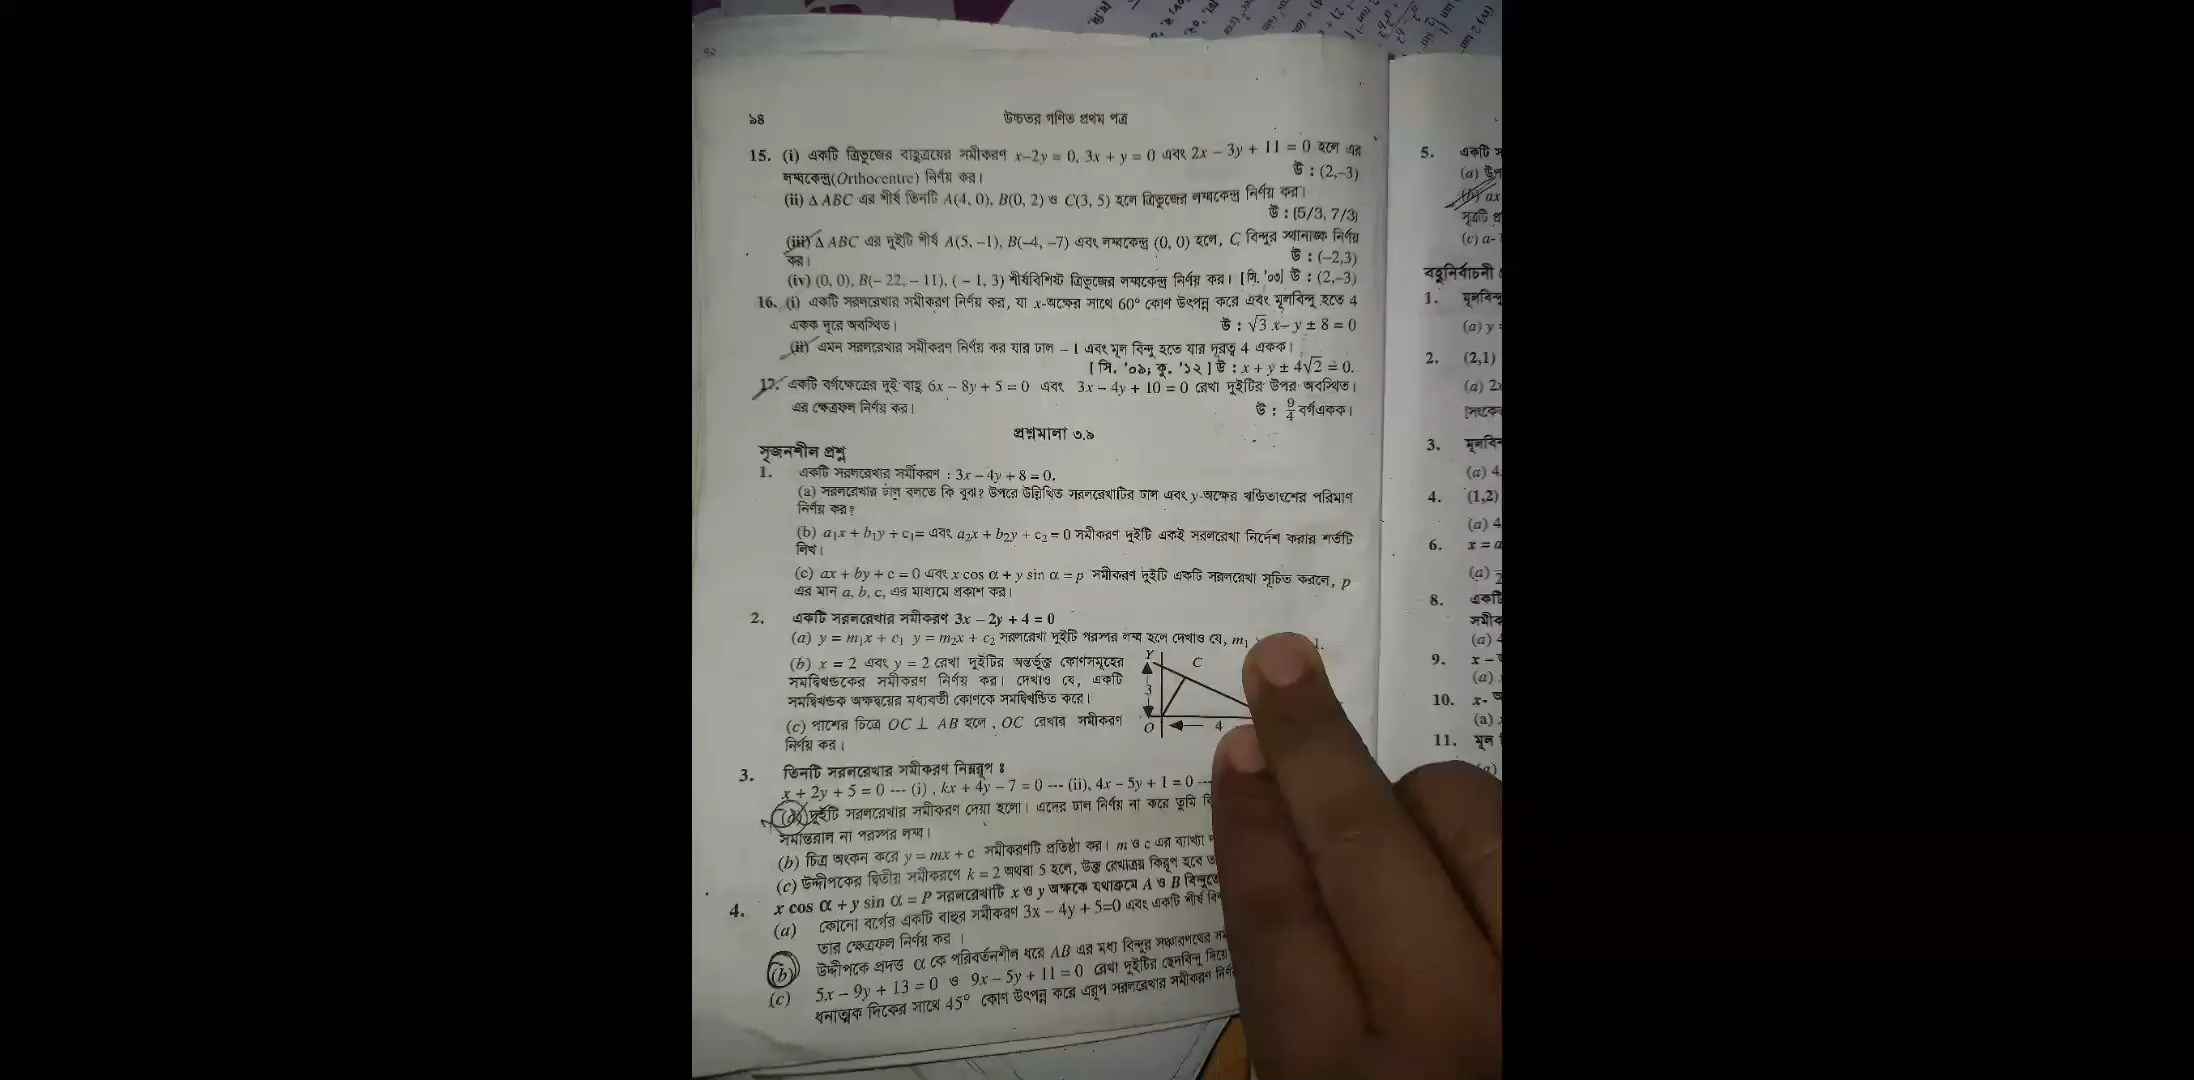 ৯৪
উচ্চতর গণিত প্রথম পত্র
15. (i) একটি ত্রিভুজের বাহুত্রয়ের সমীকরণ x–2y = 0, 3x + y = 0 এবং 2x – 3y + 11 = 0 হলে এর
লম্বকেন্দ্র(Orthocentre) নির্ণয় কর। উ : (2,–3)
(ii) Δ ABC এর শীর্ষ তিনটি A(4, 0), B(0, 2) ও C(3, 5) হলে ত্রিভুজের লম্বকেন্দ্র নির্ণয় কর।
উ : (5/3, 7/3)
(iii) Δ ABC এর দুইটি শীর্ষ A(5, –1), B(–4, –7) এবং লম্বকেন্দ্র (0, 0) হলে, C বিন্দুর স্থানাঙ্ক নির্ণয়
কর। উ : (–2,3)
(iv) (0, 0), B(– 22, – 11), ( – 1, 3) শীর্ষবিশিষ্ট ত্রিভুজের লম্বকেন্দ্র নির্ণয় কর। [সি. '০৩] উ : (2,–3)
16. (i) একটি সরলরেখার সমীকরণ নির্ণয় কর, যা x-অক্ষের সাথে 60° কোণ উৎপন্ন করে এবং মূলবিন্দু হতে 4
একক দূরে অবস্থিত। উ : √3 x– y ± 8 = 0
(ii) এমন সরলরেখার সমীকরণ নির্ণয় কর যার ঢাল – 1 এবং মূল বিন্দু হতে যার দূরত্ব 4 একক।
[ সি. '০৯; কু. '১২ ] উ : x + y ± 4√2 = 0.
17. একটি বর্গক্ষেত্রের দুই বাহু 6x – 8y + 5 = 0 এবং 3x – 4y + 10 = 0 রেখা দুইটির উপর অবস্থিত।
এর ক্ষেত্রফল নির্ণয় কর। উ : 9/4 বর্গএকক।
প্রশ্নমালা ৩.৯
সৃজনশীল প্রশ্ন
1. একটি সরলরেখার সমীকরণ : 3x – 4y + 8 = 0.
(a) সরলরেখার ঢাল বলতে কি বুঝ? উপরে উল্লিখিত সরলরেখাটির ঢাল এবং y-অক্ষের খণ্ডিতাংশের পরিমাণ
নির্ণয় কর?
(b) a₁x + b₁y + c₁= এবং a₂x + b₂y + c₂ = 0 সমীকরণ দুইটি একই সরলরেখা নির্দেশ করার শর্তটি
লিখ।
(c) ax + by + c = 0 এবং x cos α + y sin α = p সমীকরণ দুইটি একটি সরলরেখা সূচিত করলে, p
এর মান a, b, c, এর মাধ্যমে প্রকাশ কর।
2. একটি সরলরেখার সমীকরণ 3x – 2y + 4 = 0
(a) y = m₁x + c₁ y = m₂x + c₂ সরলরেখা দুইটি পরস্পর লম্ব হলে দেখাও যে, m₁
(b) x = 2 এবং y = 2 রেখা দুইটির অন্তর্ভুক্ত কোণসমূহের
সমদ্বিখন্ডকের সমীকরণ নির্ণয় কর। দেখাও যে, একটি
সমদ্বিখন্ডক অক্ষদ্বয়ের মধ্যবর্তী কোণকে সমদ্বিখন্ডিত করে।
(c) পাশের চিত্রে OC ⊥ AB হলে , OC রেখার সমীকরণ
নির্ণয় কর।
Y C
3
O 4
3. তিনটি সরলরেখার সমীকরণ নিম্নরূপ :
x + 2y + 5 = 0 --- (i) , kx + 4y – 7 = 0 --- (ii), 4x – 5y + 1 = 0 ---
(a) দুইটি সরলরেখার সমীকরণ দেয়া হলো। এদের ঢাল নির্ণয় না করে তুমি
সমান্তরাল না পরস্পর লম্ব।
(b) চিত্র অংকন করে y = mx + c সমীকরণটি প্রতিষ্ঠা কর। m ও c এর ব্যাখ্যা
(c) উদ্দীপকের দ্বিতীয় সমীকরণে k = 2 অথবা 5 হলে, উক্ত রেখাত্রয় কিরূপ হবে
4. x cos α + y sin α = P সরলরেখাটি x ও y অক্ষকে যথাক্রমে A ও B বিন্দুতে
(a) কোনো বর্গের একটি বাহুর সমীকরণ 3x – 4y + 5=0 এবং একটি শীর্ষ
তার ক্ষেত্রফল নির্ণয় কর ।
(b) উদ্দীপকে প্রদত্ত α কে পরিবর্তনশীল ধরে AB এর মধ্য বিন্দুর সঞ্চারপথের
(c) 5x – 9y + 13 = 0 ও 9x – 5y + 11 = 0 রেখা দুইটির ছেদবিন্দু দিয়ে
ধনাত্মক দিকের সাথে 45° কোণ উৎপন্ন করে এরূপ সরলরেখার সমীকরণ
5. একটি
(a)
(b) ax
(c) a-
বহুনির্বাচনী
1.
(a) y
2. (2,1)
(a)
3.
(a) 4
4. (1,2)
(a) 4
6. x =
(a)
8. একটি
(a)
9. x –
(a)
10. x-
(a)
11. মূল
(a)